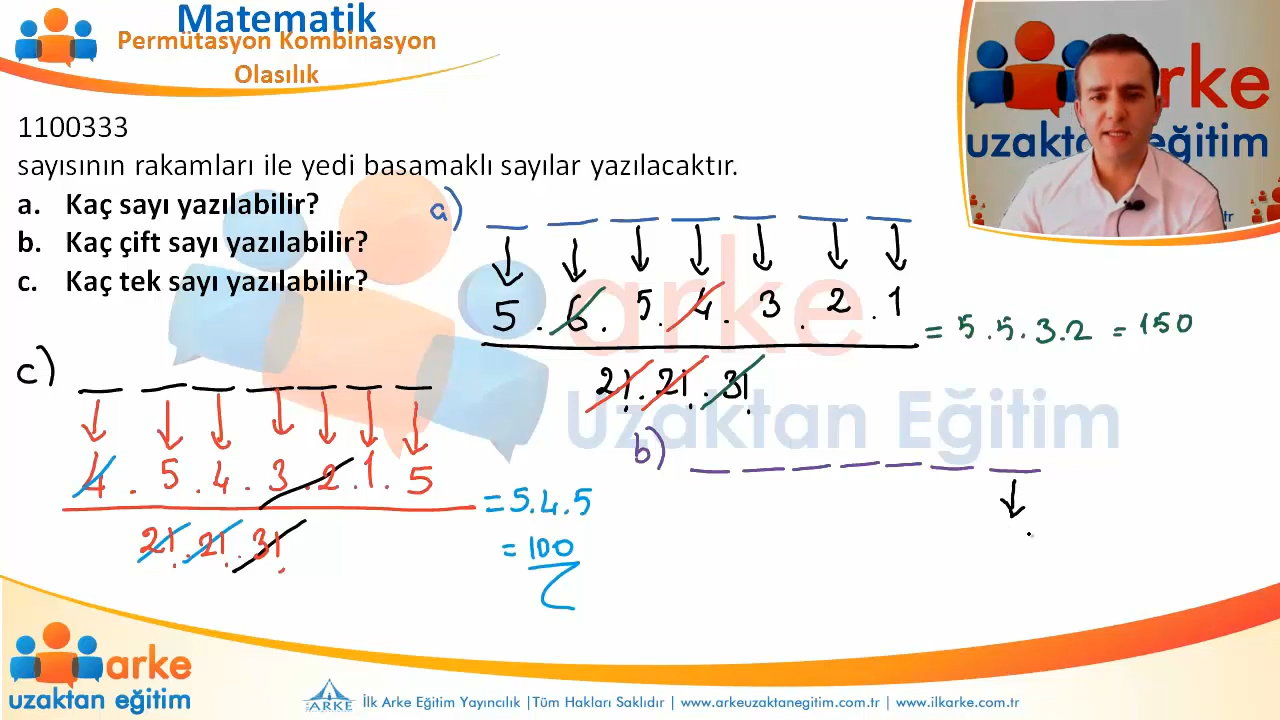 Matematik
Permütasyon Kombinasyon
Olasılık
arke
uzaktan eğitim
1100333
sayısının rakamları ile yedi basamaklı sayılar yazılacaktır.
a. Kaç sayı yazılabilir?
b. Kaç çift sayı yazılabilir?
c. Kaç tek sayı yazılabilir?
a)
5 . 6 . 5 . 4 . 3 . 2 . 1
2! . 2! . 3!
= 5 . 5 . 3 . 2 = 150
arke
Uzaktan Eğitim
c)
4 . 5 . 4 . 3 . 2 . 1 . 5
2! . 2! . 3!
= 5.4.5
= 100
b)
arke
uzaktan eğitim
ARKE
İlk Arke Eğitim Yayıncılık |Tüm Hakları Saklıdır | www.arkeuzaktanegitim.com.tr | www.ilkarke.com.tr